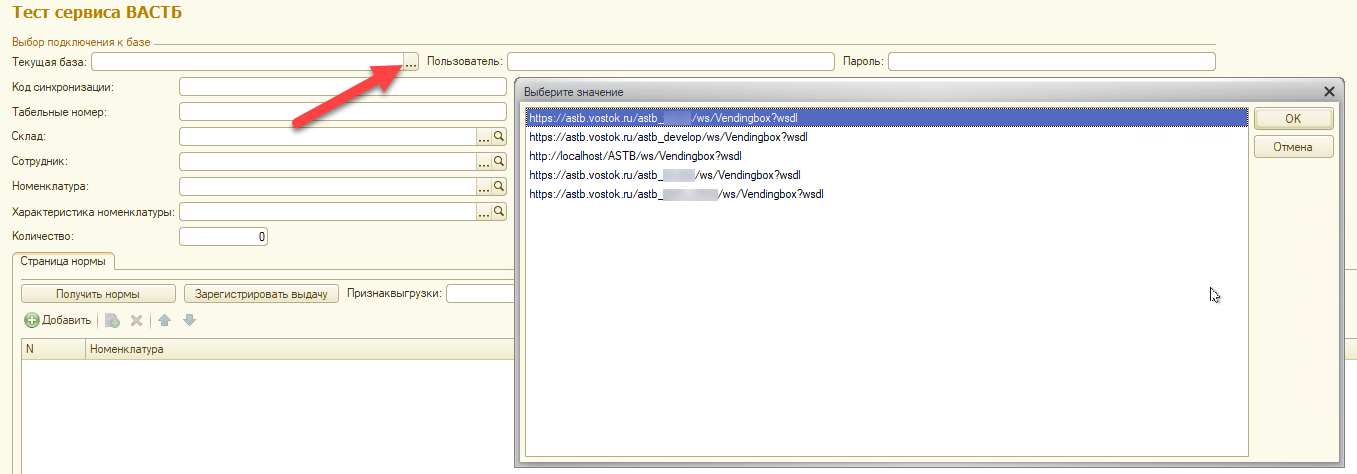 Тест сервиса ВАСТБ
Выбор подключения к базе
Текущая база: ... Пользователь: Пароль:
Код синхронизации:
Табельные номер:
Склад: ...
Сотрудник: ...
Номенклатура: ...
Характеристика номенклатуры: ...
Количество: 0
Страница нормы
Получить нормы Зарегистрировать выдачу Признаквыгрузки:
Добавить
N Номенклатура
Выберите значение
https://astb.vostok.ru/astb_ /ws/Vendingbox?wsdl
https://astb.vostok.ru/astb_develop/ws/Vendingbox?wsdl
http://localhost/ASTB/ws/Vendingbox?wsdl
https://astb.vostok.ru/astb_ /ws/Vendingbox?wsdl
https://astb.vostok.ru/astb_ /ws/Vendingbox?wsdl
OK
Отмена